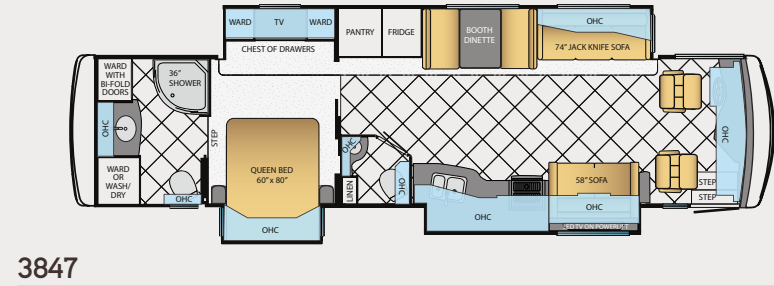 WARD
TV
WARD
CHEST OF DRAWERS
PANTRY
FRIDGE
BOOTH
DINETTE
OHC
74" JACK KNIFE SOFA
WARD
WITH
BI-FOLD
DOORS
36"
SHOWER
OHC
STEP
WARD
OR
WASH/
DRY
OHC
QUEEN BED
60" x 80"
OHC
OHC
LINEN
OHC
OHC
58" SOFA
OHC
LED TV ON POWERLIFT
OHC
STEP
STEP
3847